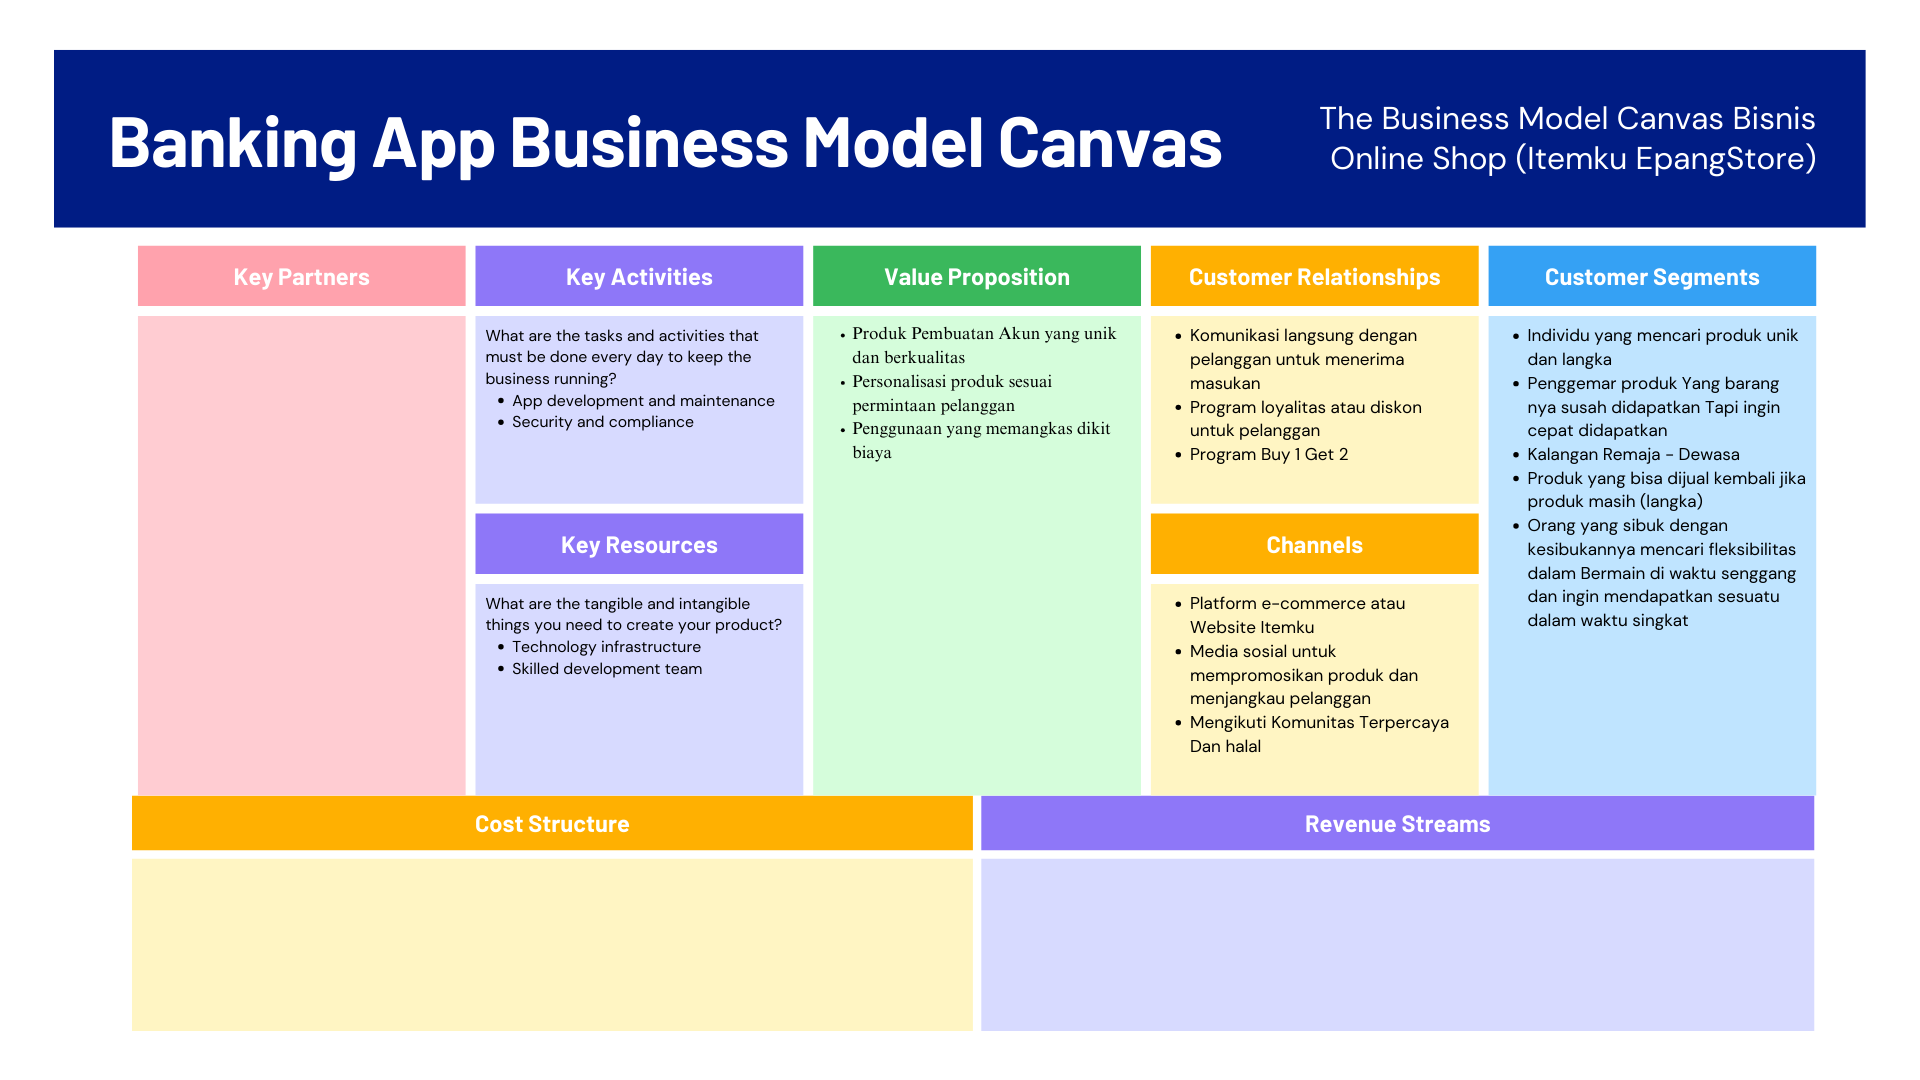 Banking App Business Model Canvas
The Business Model Canvas Bisnis
Online Shop (Itemku EpangStore)
Key Partners
Key Activities
What are the tasks and activities that
must be done every day to keep the
business running?
• App development and maintenance
• Security and compliance
Key Resources
What are the tangible and intangible
things you need to create your product?
• Technology infrastructure
• Skilled development team
Value Proposition
• Produk Pembuatan Akun yang unik
dan berkualitas
• Personalisasi produk sesuai
permintaan pelanggan
• Penggunaan yang memangkas dikit
biaya
Customer Relationships
• Komunikasi langsung dengan
pelanggan untuk menerima
masukan
• Program loyalitas atau diskon
untuk pelanggan
• Program Buy 1 Get 2
Channels
• Platform e-commerce atau
Website Itemku
• Media sosial untuk
mempromosikan produk dan
menjangkau pelanggan
• Mengikuti Komunitas Terpercaya
Dan halal
Customer Segments
• Individu yang mencari produk unik
dan langka
• Penggemar produk Yang barang
nya susah didapatkan Tapi ingin
cepat didapatkan
• Kalangan Remaja - Dewasa
• Produk yang bisa dijual kembali jika
produk masih (langka)
• Orang yang sibuk dengan
kesibukannya mencari fleksibilitas
dalam Bermain di waktu senggang
dan ingin mendapatkan sesuatu
dalam waktu singkat
Cost Structure
Revenue Streams